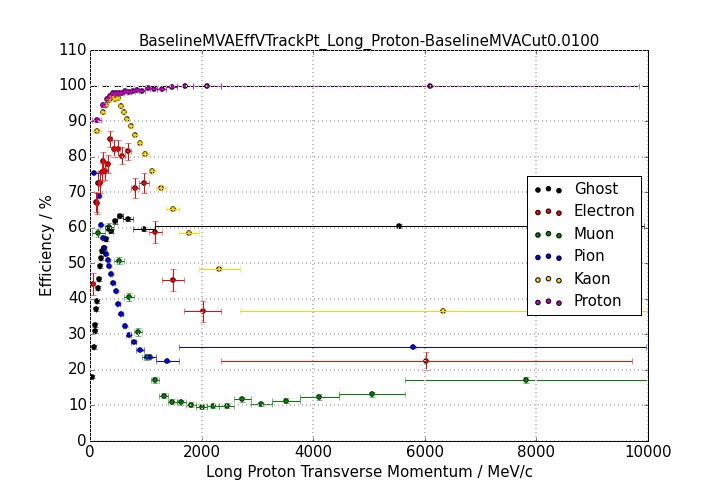 BaselineMVAEffVTrackPt_Long_Proton-BaselineMVACut0.0100
110
100
90
80
70
60
50
40
30
20
10
0
Efficiency / %
Ghost
Electron
Muon
Pion
Kaon
Proton
0 2000 4000 6000 8000 10000
Long Proton Transverse Momentum / MeV/c